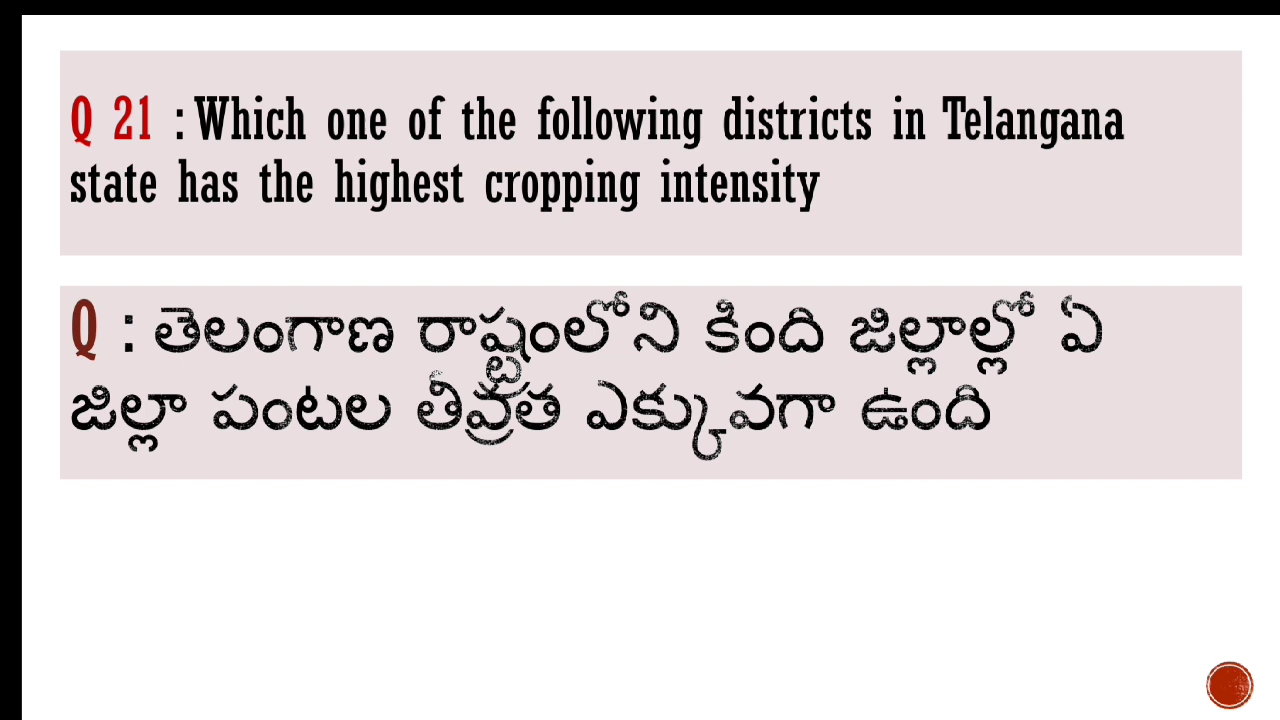 Q 21 : Which one of the following districts in Telangana
state has the highest cropping intensity
Q : తెలంగాణ రాష్ట్రంలోని కింది జిల్లాల్లో ఏ
జిల్లా పంటల తీవ్రత ఎక్కువగా ఉంది